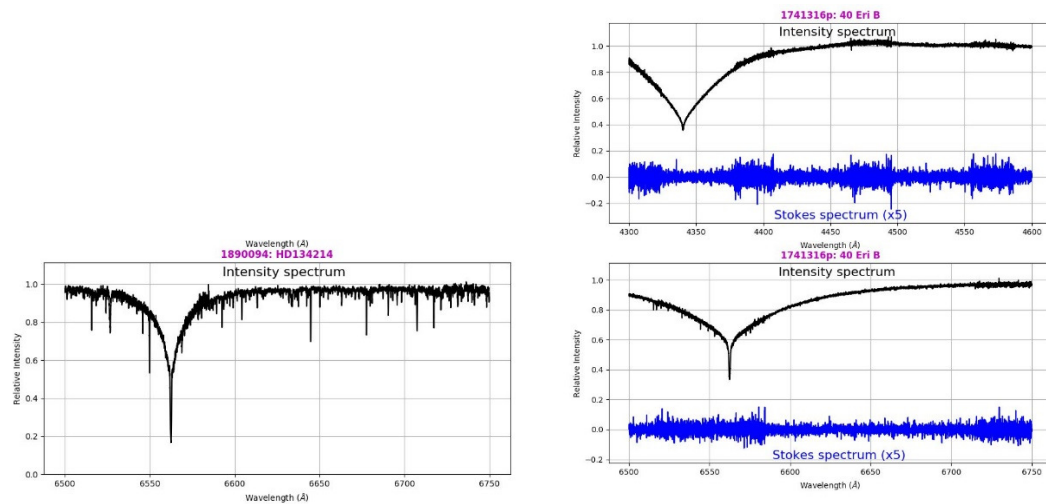 1741316p: 40 Eri B
Intensity spectrum
Relative Intensity
1.0
0.8
0.6
0.4
0.2
0.0
−0.2
Stokes spectrum (x5)
4300 4350 4400 4450 4500 4550 4600
Wavelength (Å)
Wavelength (Å)
1890094: HD134214
Intensity spectrum
Relative Intensity
1.0
0.8
0.6
0.4
0.2
0.0
6500 6550 6600 6650 6700 6750
Wavelength (Å)
1741316p: 40 Eri B
Intensity spectrum
Relative Intensity
1.0
0.8
0.6
0.4
0.2
0.0
−0.2
Stokes spectrum (x5)
6500 6550 6600 6650 6700 6750
Wavelength (Å)